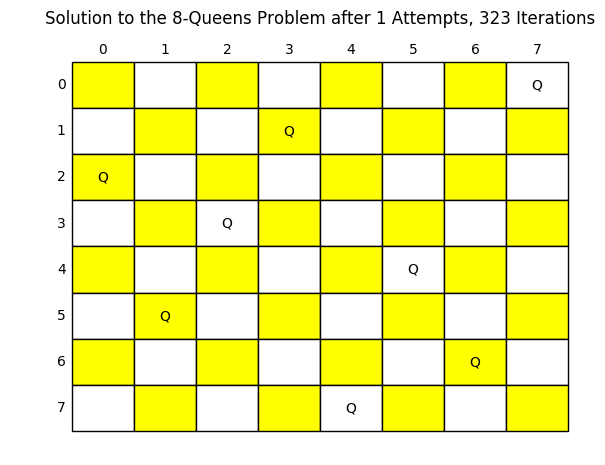 Solution to the 8-Queens Problem after 1 Attempts, 323 Iterations
0 1 2 3 4 5 6 7
0 Q
1 Q
2 Q
3 Q
4 Q
5 Q
6 Q
7 Q